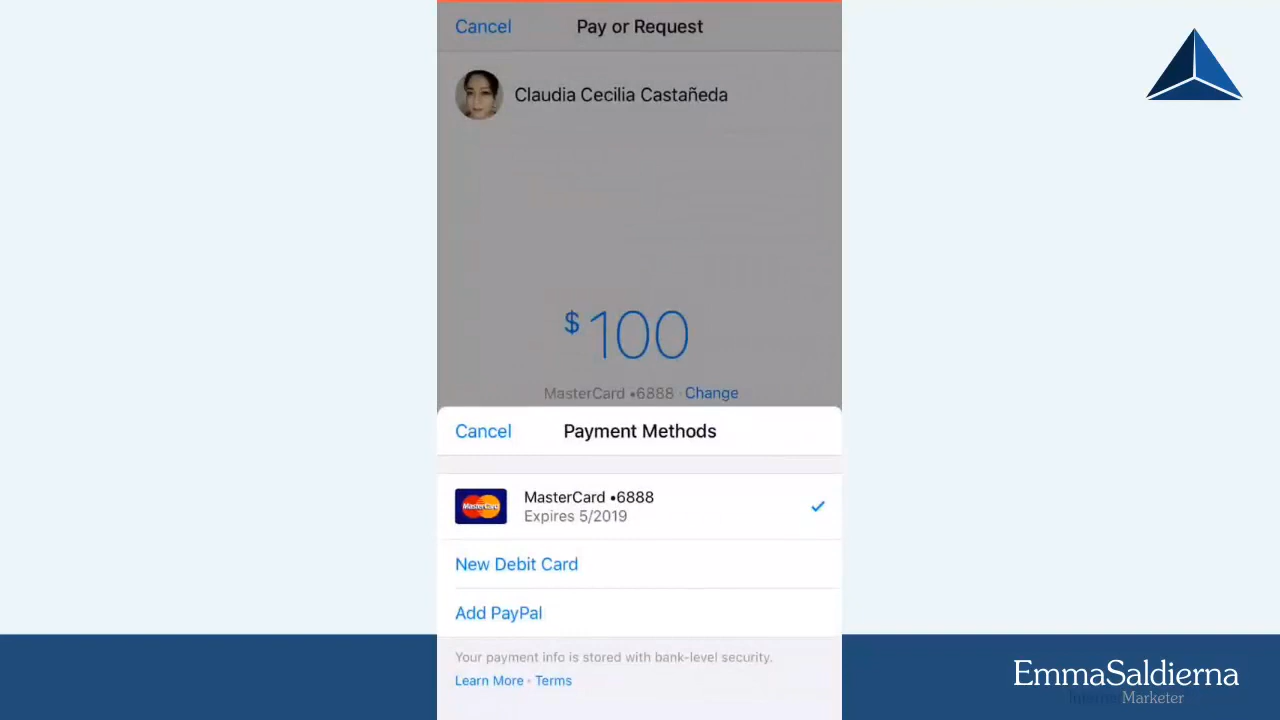 Cancel Pay or Request
Claudia Cecilia Castañeda
$100
MasterCard •6888 · Change
Cancel Payment Methods
MasterCard
MasterCard •6888
Expires 5/2019
New Debit Card
Add PayPal
Your payment info is stored with bank-level security.
Learn More · Terms
EmmaSaldierna
Internet Marketer